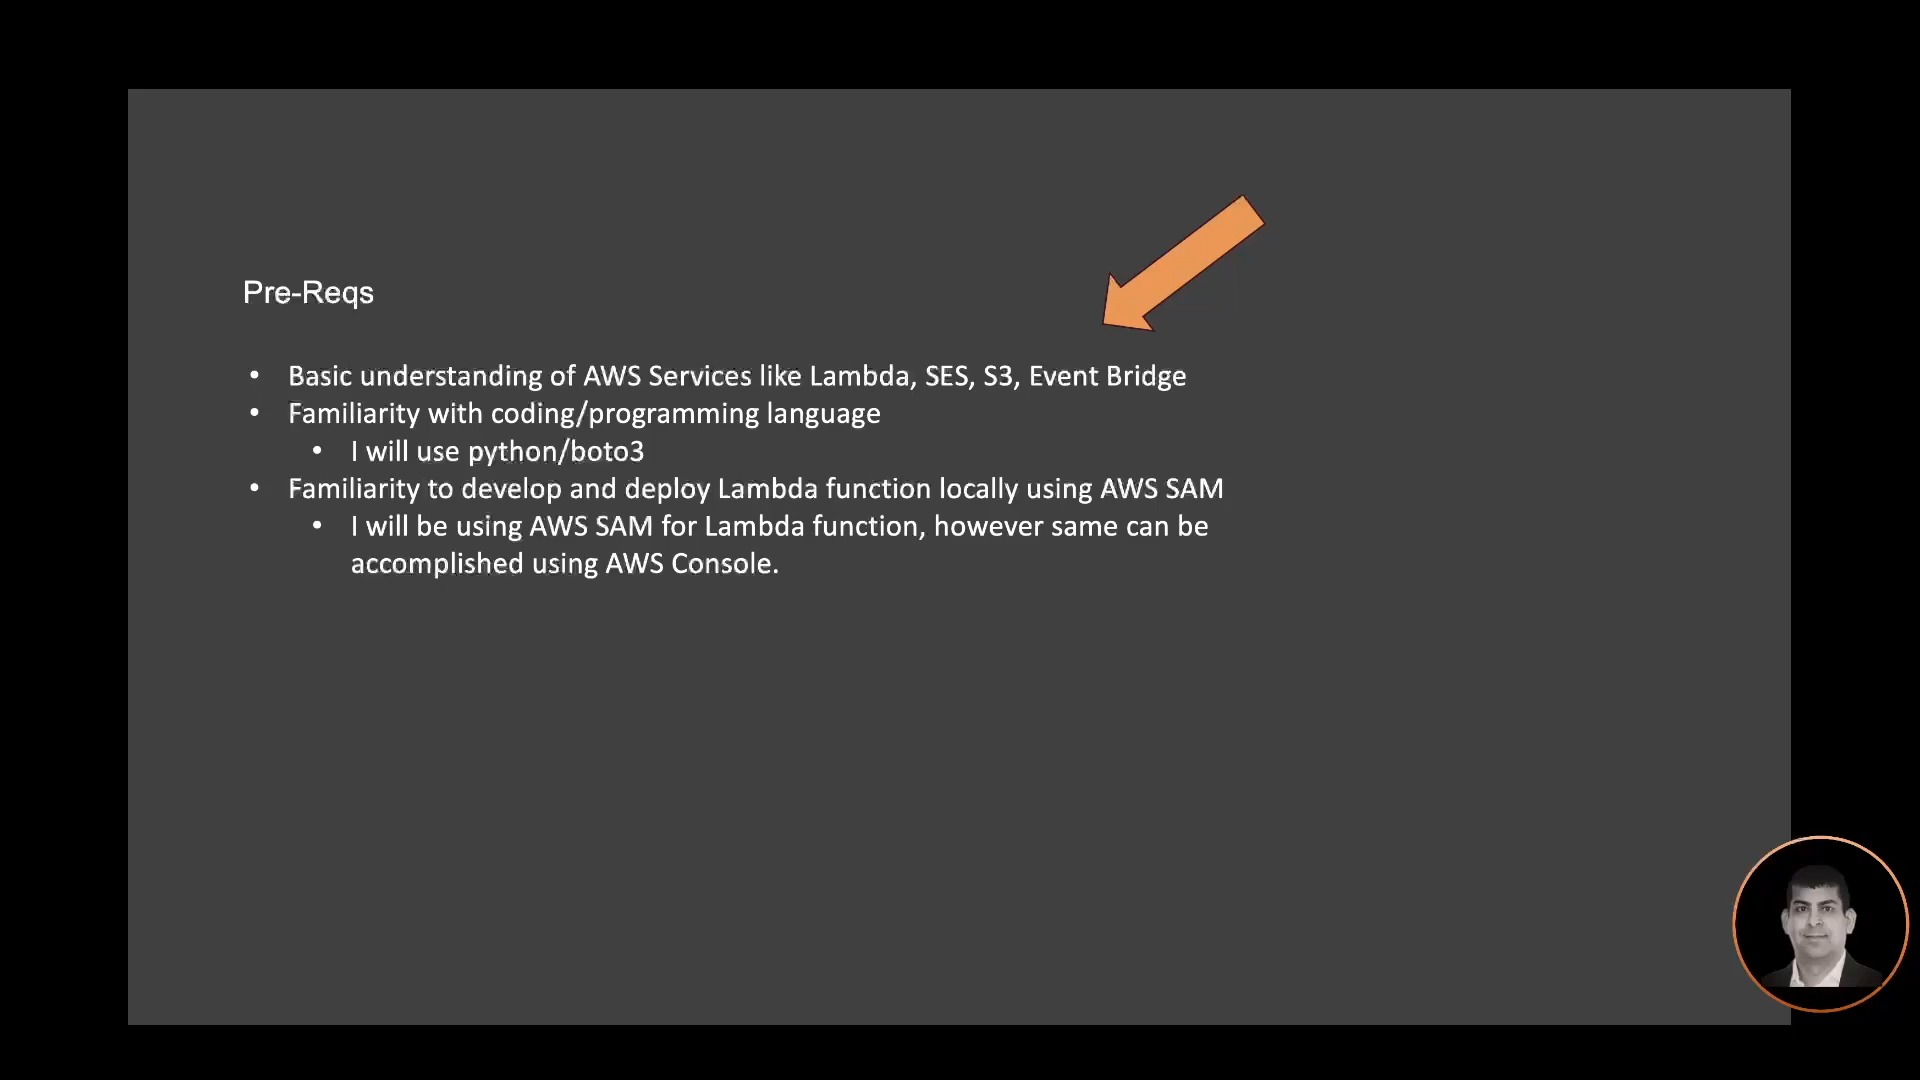 Pre-Reqs
• Basic understanding of AWS Services like Lambda, SES, S3, Event Bridge
• Familiarity with coding/programming language
• I will use python/boto3
• Familiarity to develop and deploy Lambda function locally using AWS SAM
• I will be using AWS SAM for Lambda function, however same can be
accomplished using AWS Console.